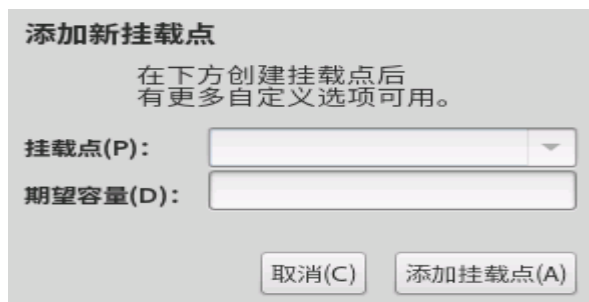 添加新挂载点
在下方创建挂载点后
有更多自定义选项可用。
挂载点(P):
期望容量(D):
取消(C)
添加挂载点(A)